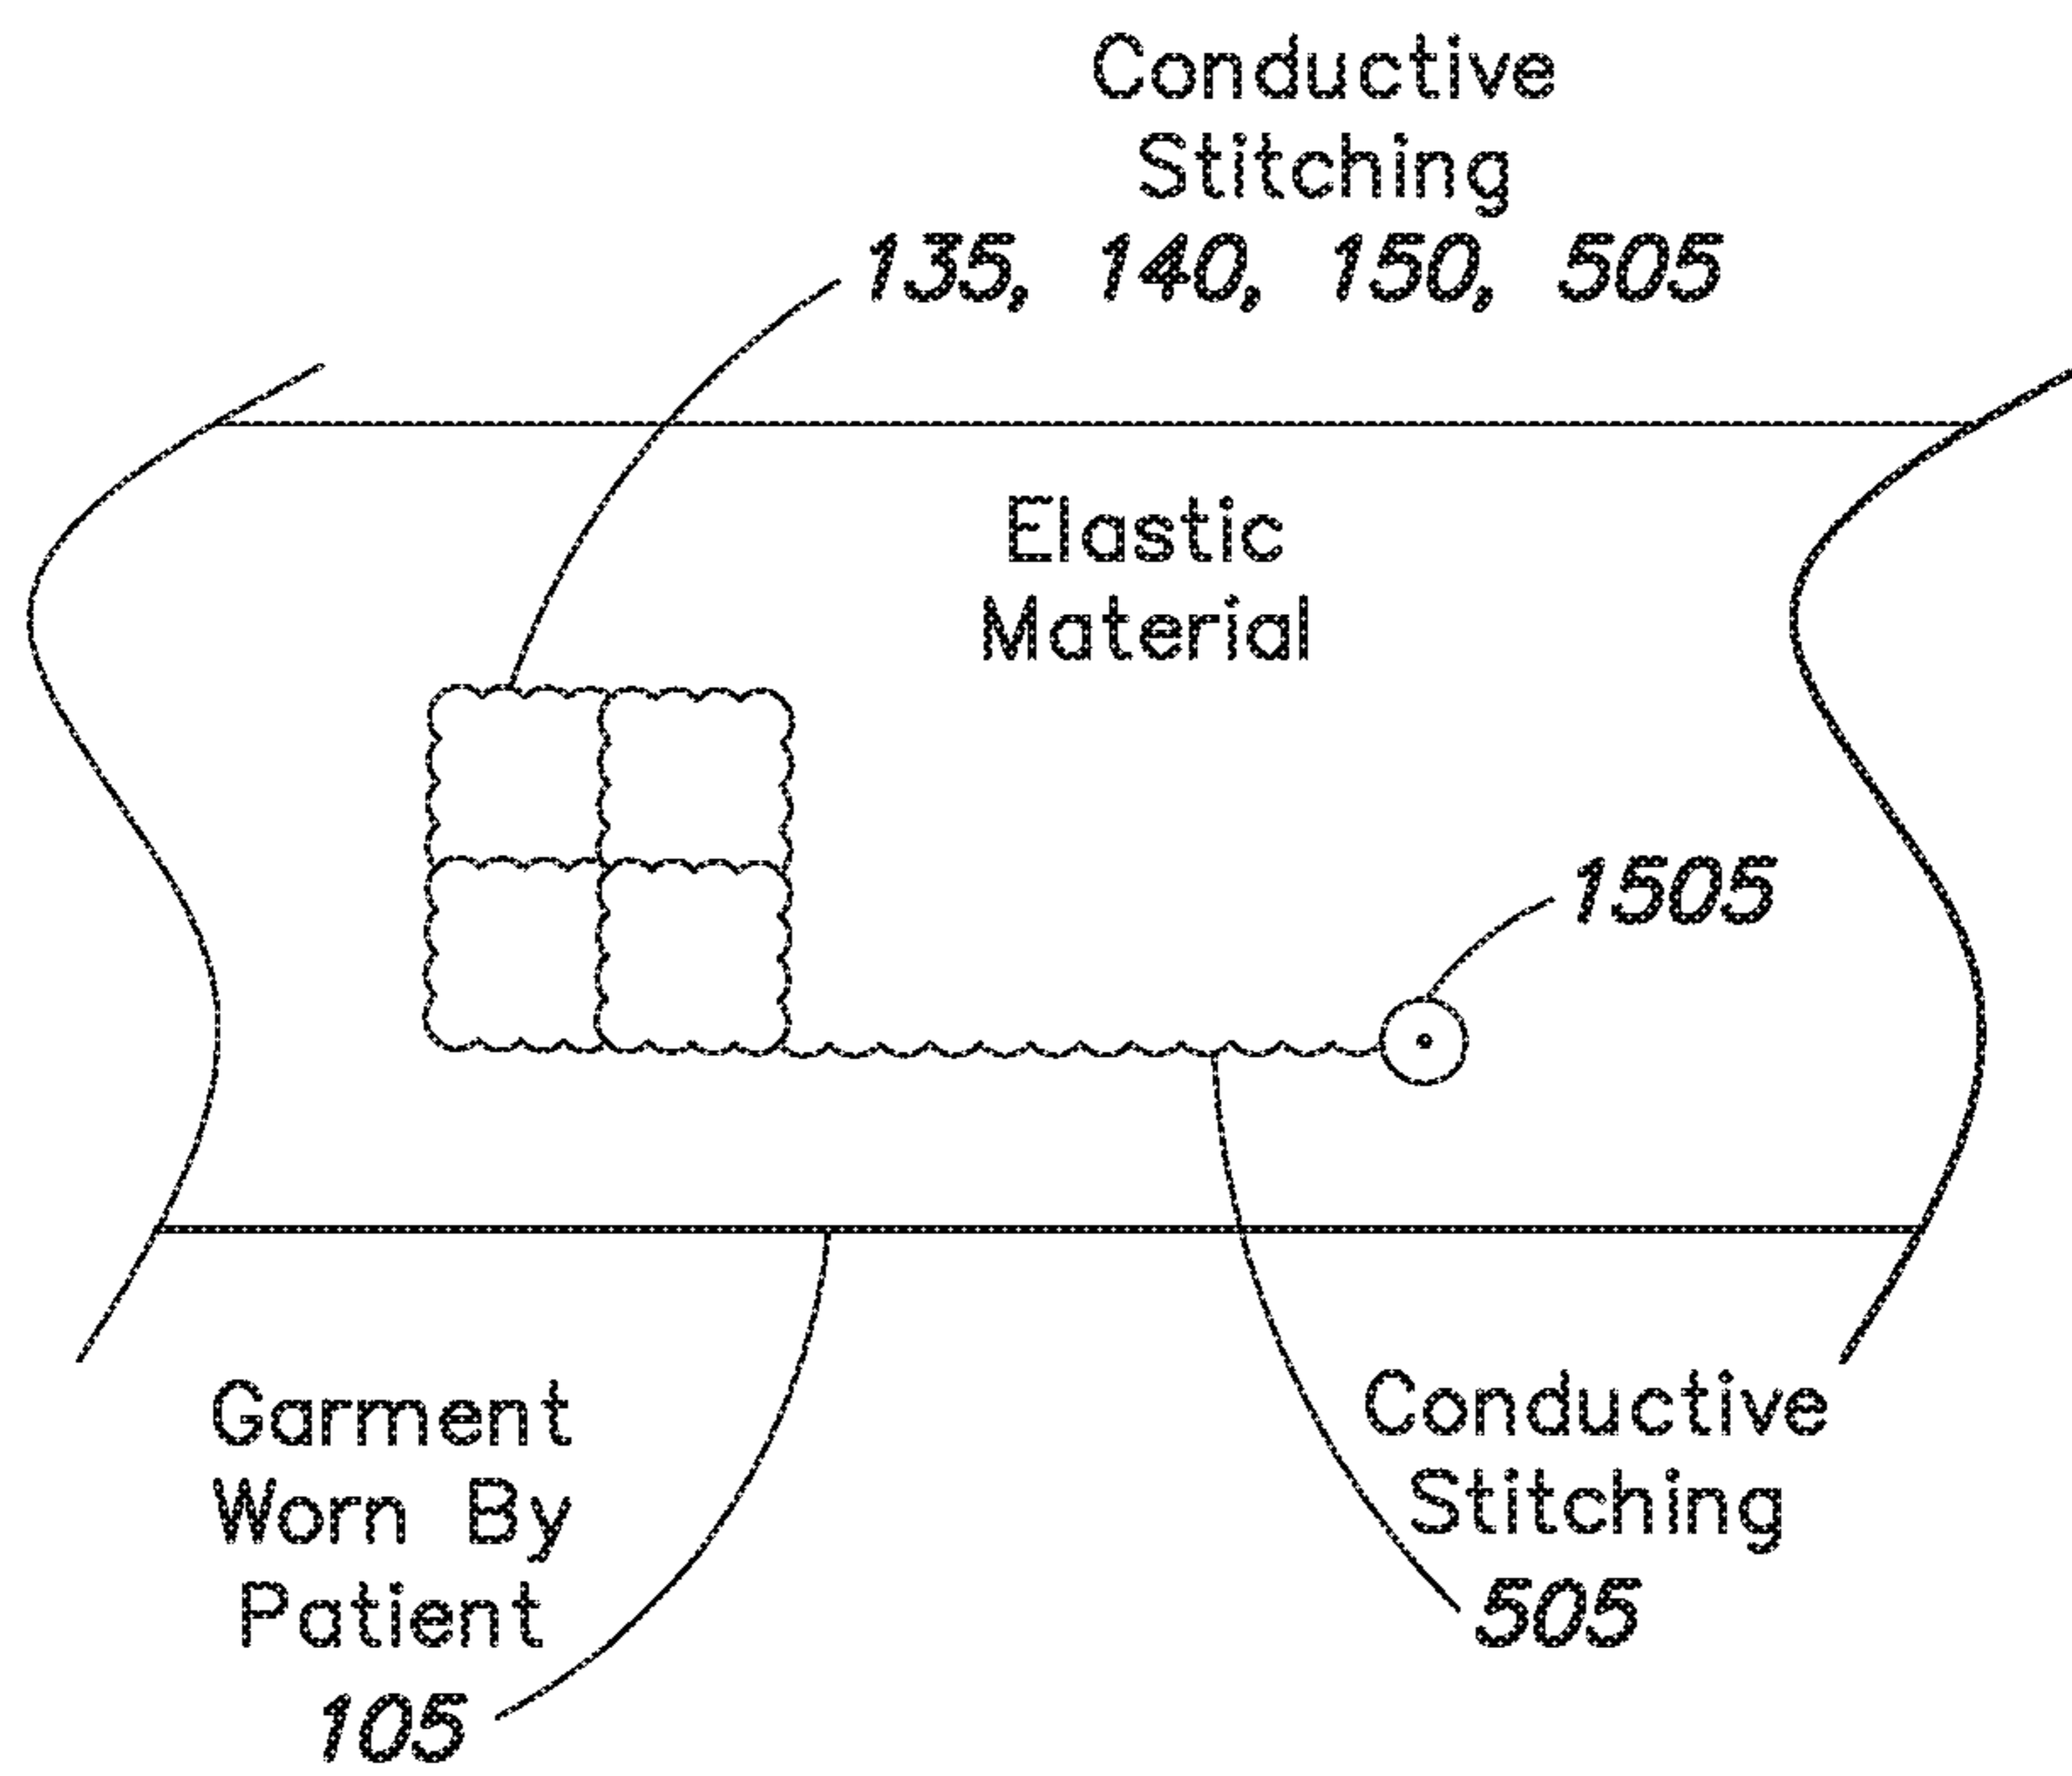 Conductive
Stitching
135, 140, 150, 505
Elastic
Material
1505
Garment
Worn By
Patient
105
Conductive
Stitching
505